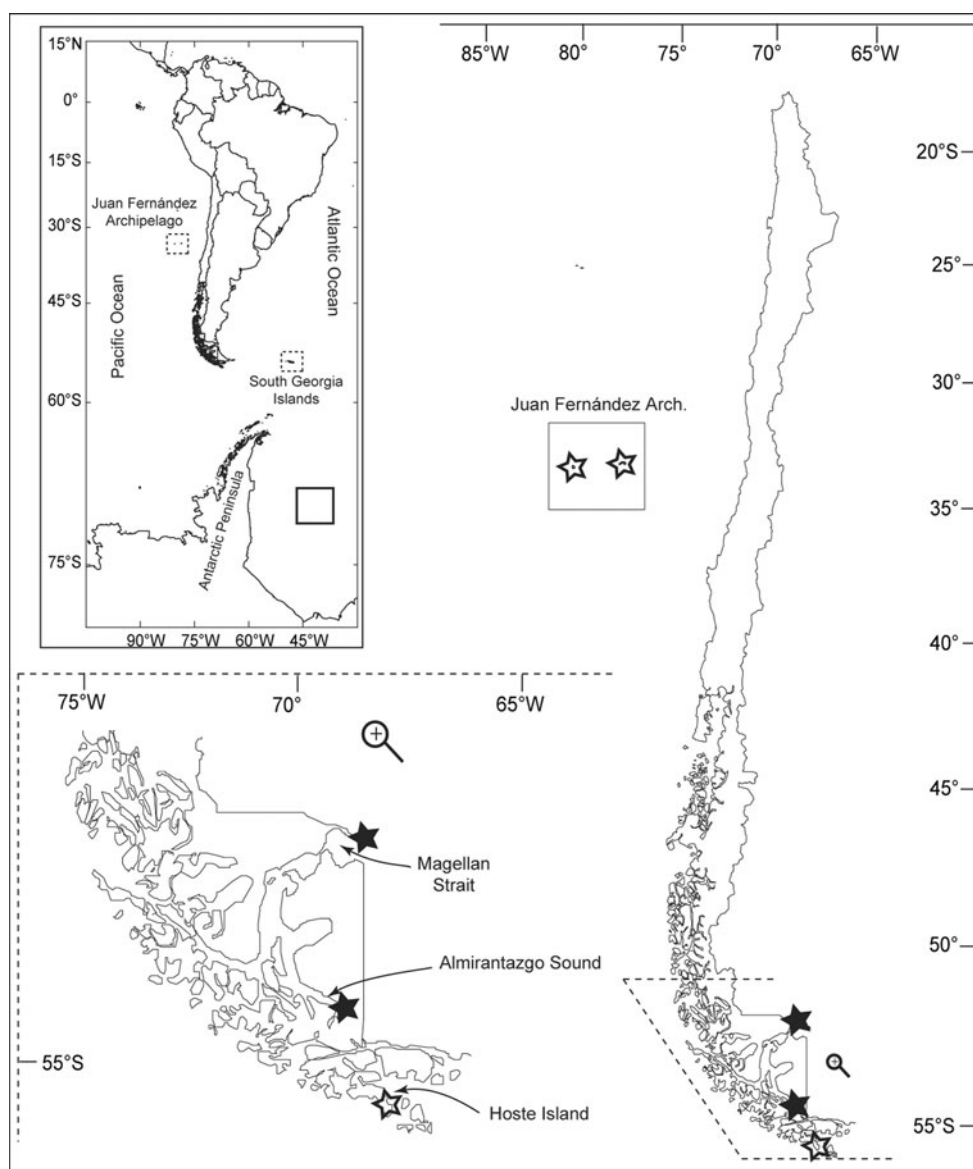 15°N
0°
15°S
30°S
45°S
60°S
75°S
90°W 75°W 60°W 45°W
Juan Fernández
Archipelago
Pacific Ocean
Atlantic Ocean
South Georgia
Islands
Antarctic Peninsula
85°W 80° 75° 70° 65°W
20°S
25°
30°
35°
40°
45°
50°
55°S
Juan Fernández Arch.
75°W 70° 65°W
55°S
Magellan
Strait
Almirantazgo Sound
Hoste Island